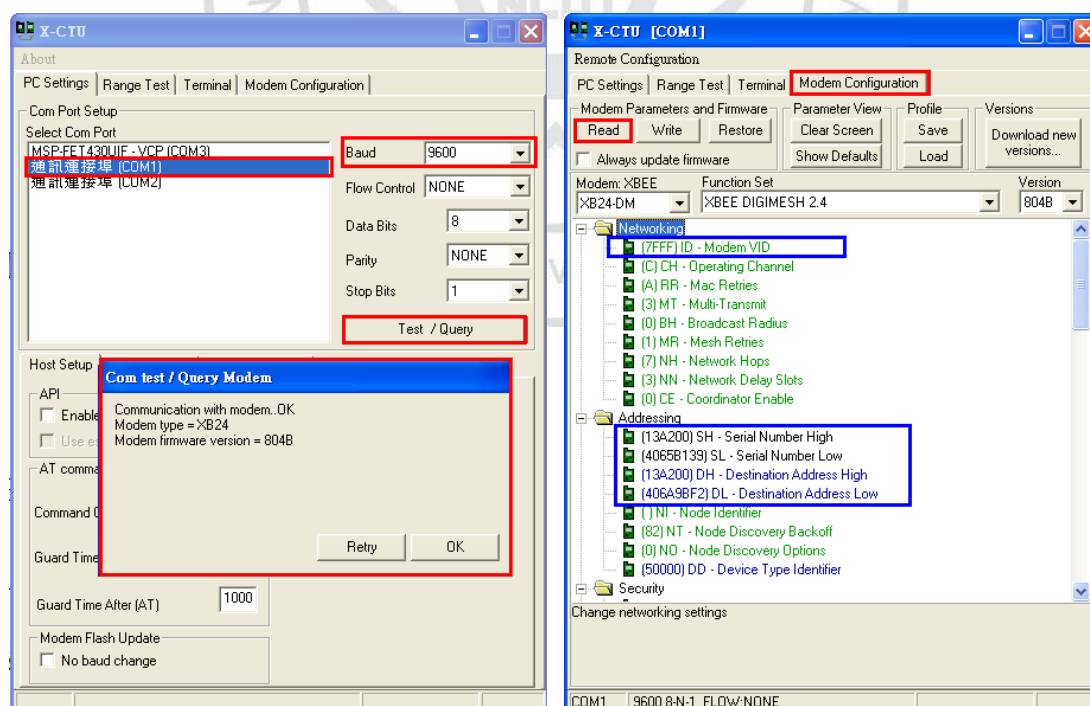 X-CTU
About
PC Settings Range Test Terminal Modem Configuration
Com Port Setup
Select Com Port
MSP-FET430UIF - VCP (COM3)
通訊連接埠 (COM1)
通訊連接埠 (COM2)
Baud 9600
Flow Control NONE
Data Bits 8
Parity NONE
Stop Bits 1
Test / Query
Host Setup
API
Enable
AT comma
Command
Guard Time
Guard Time After (AT) 1000
Modem Flash Update
No baud change
Com test / Query Modem
Communication with modem..OK
Modem type = XB24
Modem firmware version = 804B
Retry OK
X-CTU [COM1]
Remote Configuration
PC Settings Range Test Terminal Modem Configuration
Modem Parameters and Firmware Parameter View Profile Versions
Read Write Restore Clear Screen Save Download new versions...
Always update firmware Show Defaults Load
Modem: XBEE Function Set Version
XB24-DM XBEE DIGIMESH 2.4 804B
Networking
(7FFF) ID - Modem VID
(C) CH - Operating Channel
(A) RR - Mac Retries
(3) MT - Multi-Transmit
(0) BH - Broadcast Radius
(1) MR - Mesh Retries
(7) NH - Network Hops
(3) NN - Network Delay Slots
(0) CE - Coordinator Enable
Addressing
(13A200) SH - Serial Number High
(4065B139) SL - Serial Number Low
(13A200) DH - Destination Address High
(406A9BF2) DL - Destination Address Low
( ) NI - Node Identifier
(82) NT - Node Discovery Backoff
(0) NO - Node Discovery Options
(50000) DD - Device Type Identifier
Security
Change networking settings
COM1 9600 8-N-1 FLOW:NONE